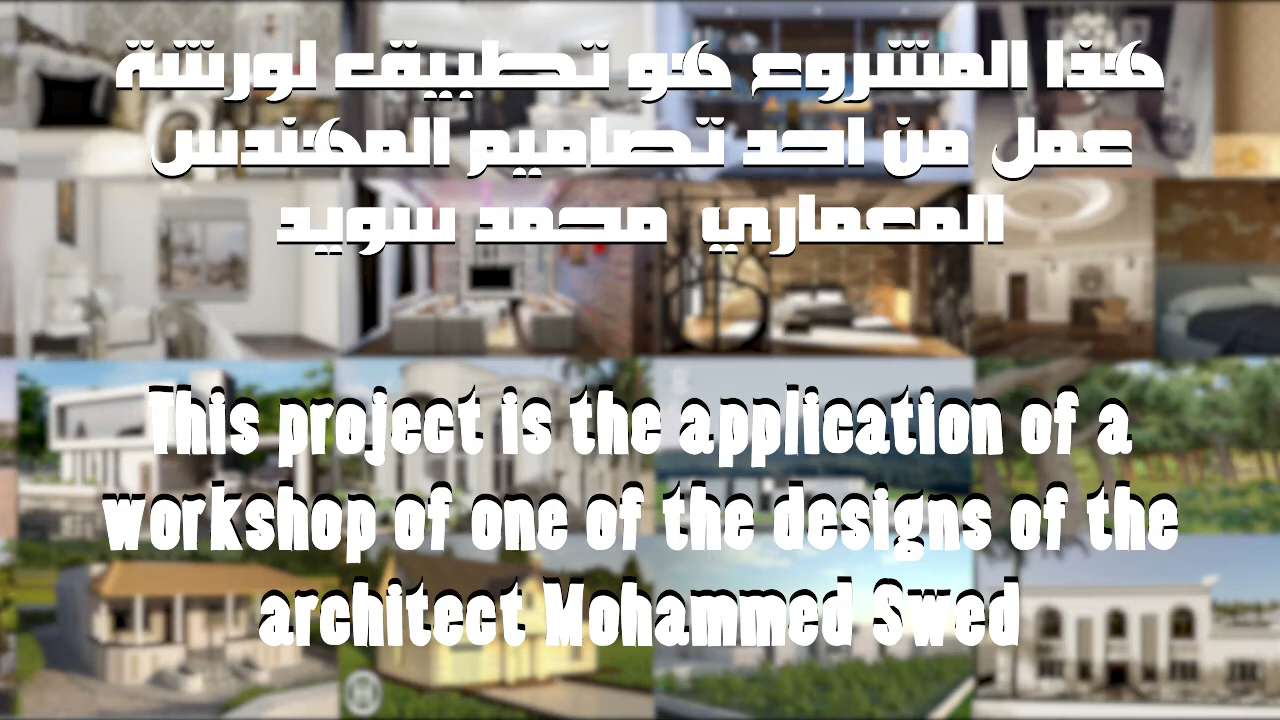 هذا المشروع هو تطبيق لورشة
عمل من احد تصاميم المهندس
المعماري محمد سويد
This project is the application of a
workshop of one of the designs of the
architect Mohammed Swed